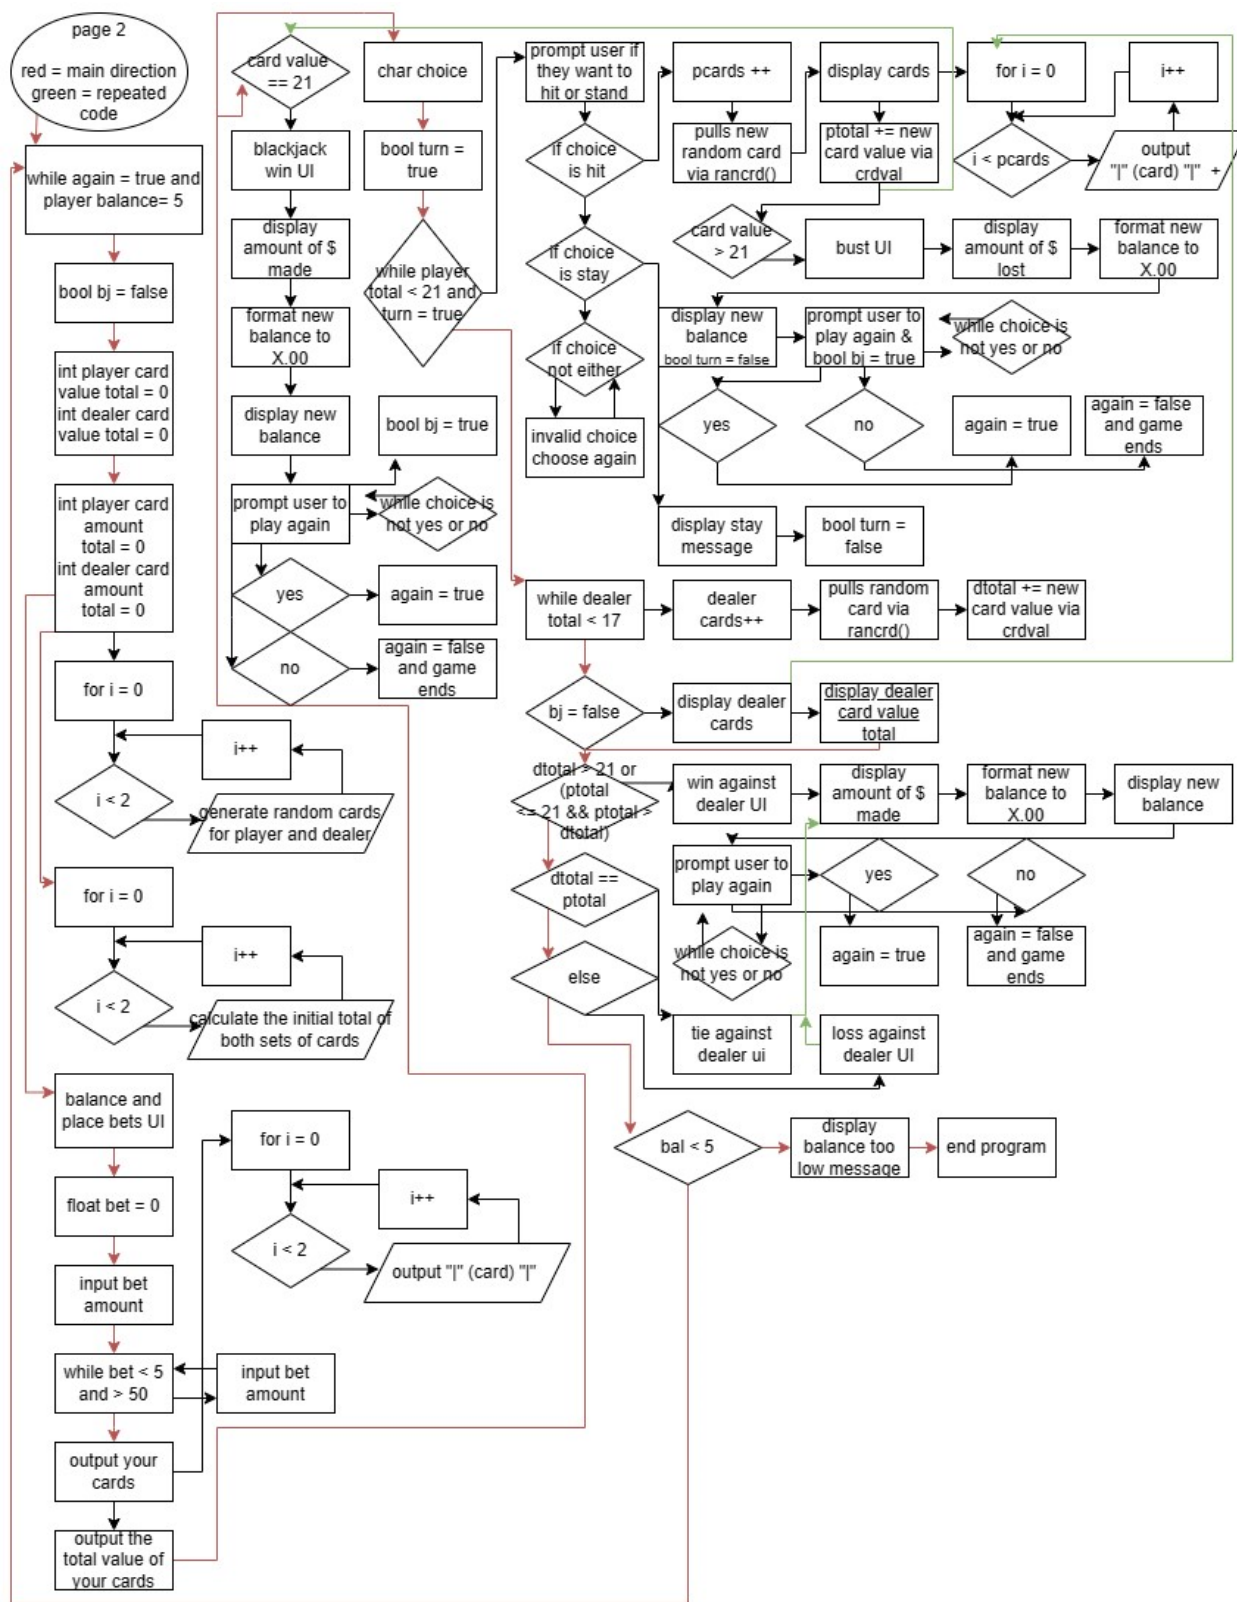 page 2
red = main direction
green = repeated
code
while again = true and
player balance= 5
bool bj = false
int player card
value total = 0
int dealer card
value total = 0
int player card
amount
total = 0
int dealer card
amount
total = 0
for i = 0
i++
i < 2
generate random cards
for player and dealer
for i = 0
i++
i < 2
calculate the initial total of
both sets of cards
balance and
place bets UI
float bet = 0
input bet
amount
while bet < 5
and > 50
input bet
amount
output your
cards
output the
total value of
your cards
for i = 0
i++
i < 2
output "|" (card) "|"
card value
== 21
blackjack
win UI
display
amount of $
made
format new
balance to
X.00
display new
balance
prompt user to
play again
bool bj = true
while choice is
not yes or no
yes
again = true
no
again = false
and game
ends
char choice
bool turn =
true
while player
total < 21 and
turn = true
prompt user if
they want to
hit or stand
if choice
is hit
if choice
is stay
if choice
not either
invalid choice
choose again
pcards ++
pulls new
random card
via rancrd()
display cards
ptotal += new
card value via
crdval
for i = 0
i++
i < pcards
output
"|" (card) "|" +
card value
> 21
bust UI
display
amount of $
lost
format new
balance to
X.00
display new
balance
bool turn = false
prompt user to
play again &
bool bj = true
while choice is
not yes or no
yes
no
again = true
again = false
and game
ends
display stay
message
bool turn =
false
while dealer
total < 17
dealer
cards++
pulls random
card via
rancrd()
dtotal += new
card value via
crdval
bj = false
display dealer
cards
display dealer
card value
total
dtotal > 21 or
(ptotal
<= 21 && ptotal >
dtotal)
win against
dealer UI
display
amount of $
made
format new
balance to
X.00
display new
balance
prompt user to
play again
yes
no
while choice is
not yes or no
again = true
again = false
and game
ends
dtotal ==
ptotal
else
tie against
dealer ui
loss against
dealer UI
bal < 5
display
balance too
low message
end program